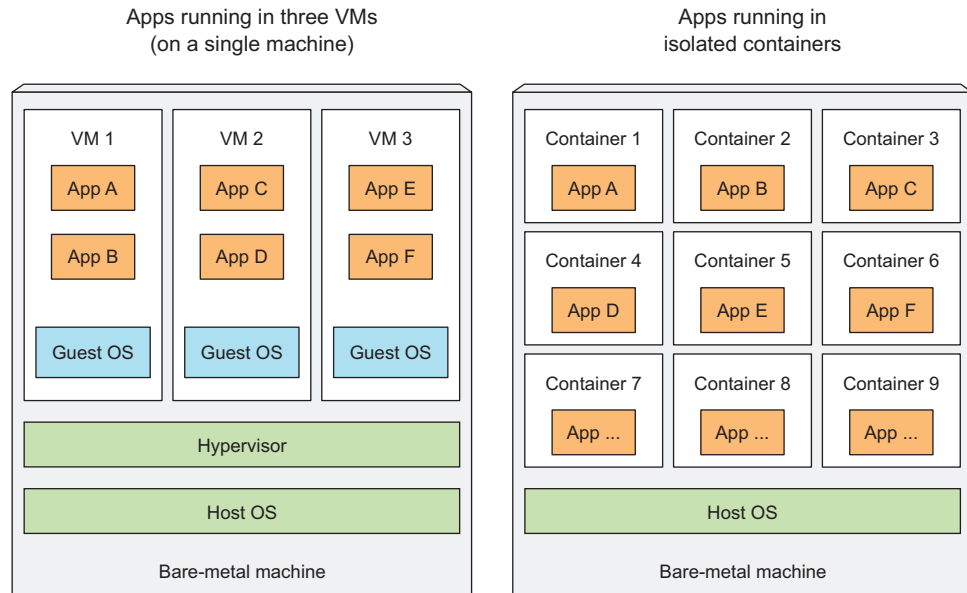 Apps running in three VMs
(on a single machine)
VM 1
VM 2
VM 3
App A
App C
App E
App B
App D
App F
Guest OS
Guest OS
Guest OS
Hypervisor
Host OS
Bare-metal machine
Apps running in
isolated containers
Container 1
Container 2
Container 3
App A
App B
App C
Container 4
Container 5
Container 6
App D
App E
App F
Container 7
Container 8
Container 9
App ...
App ...
App ...
Host OS
Bare-metal machine